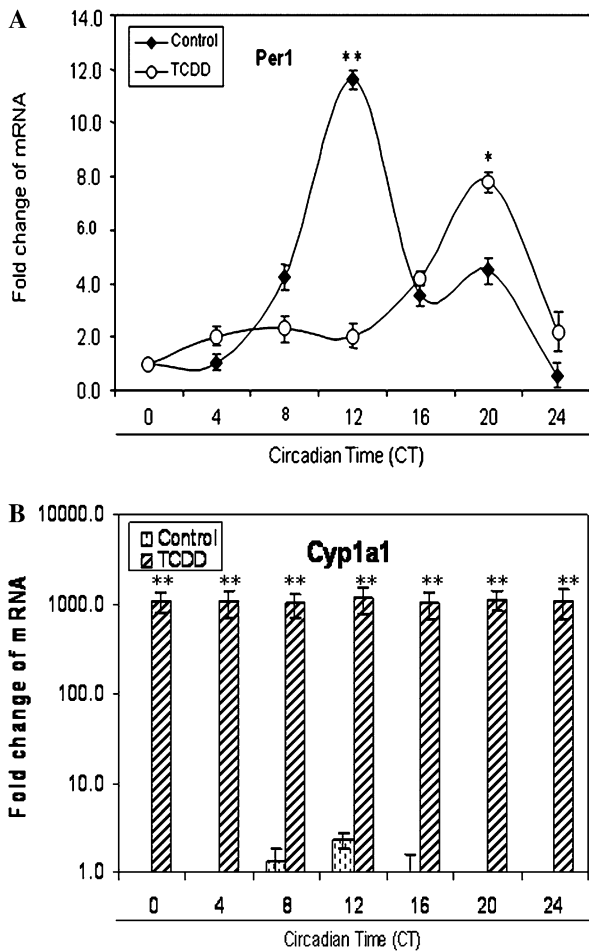 A
14.0
Control
TCDD
Per1
**
12.0
10.0
*
8.0
6.0
4.0
2.0
0.0
Fold change of mRNA
0 4 8 12 16 20 24
Circadian Time (CT)
B
10000.0
Control
TCDD
Cyp1a1
** ** ** ** ** ** **
1000.0
100.0
10.0
1.0
Fold change of mRNA
0 4 8 12 16 20 24
Circadian Time (CT)